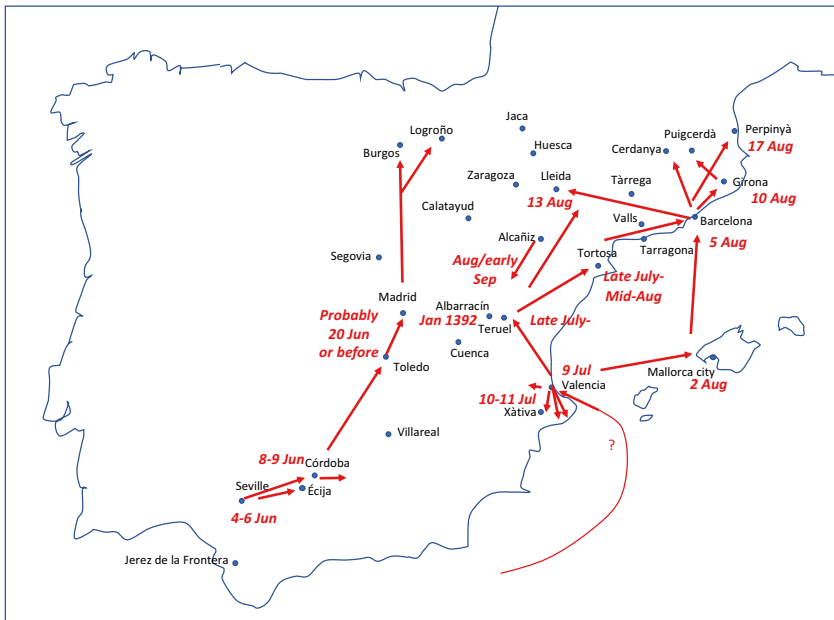 Jaca
Logroño
Puigcerdà
Perpinyà
Burgos
Huesca
Cerdanya
17 Aug
Zaragoza
Lleida
Tàrrega
Girona
13 Aug
10 Aug
Calatayud
Valls
Barcelona
Alcañiz
5 Aug
Tarragona
Segovia
Aug/early
Sep
Tortosa
Late July-
Mid-Aug
Madrid
Probably
20 Jun
or before
Albarracín
Jan 1392
Teruel
Late July-
Cuenca
Toledo
9 Jul
Valencia
Mallorca city
2 Aug
10-11 Jul
Xàtiva
Villareal
?
8-9 Jun
Córdoba
Seville
Écija
4-6 Jun
Jerez de la Frontera